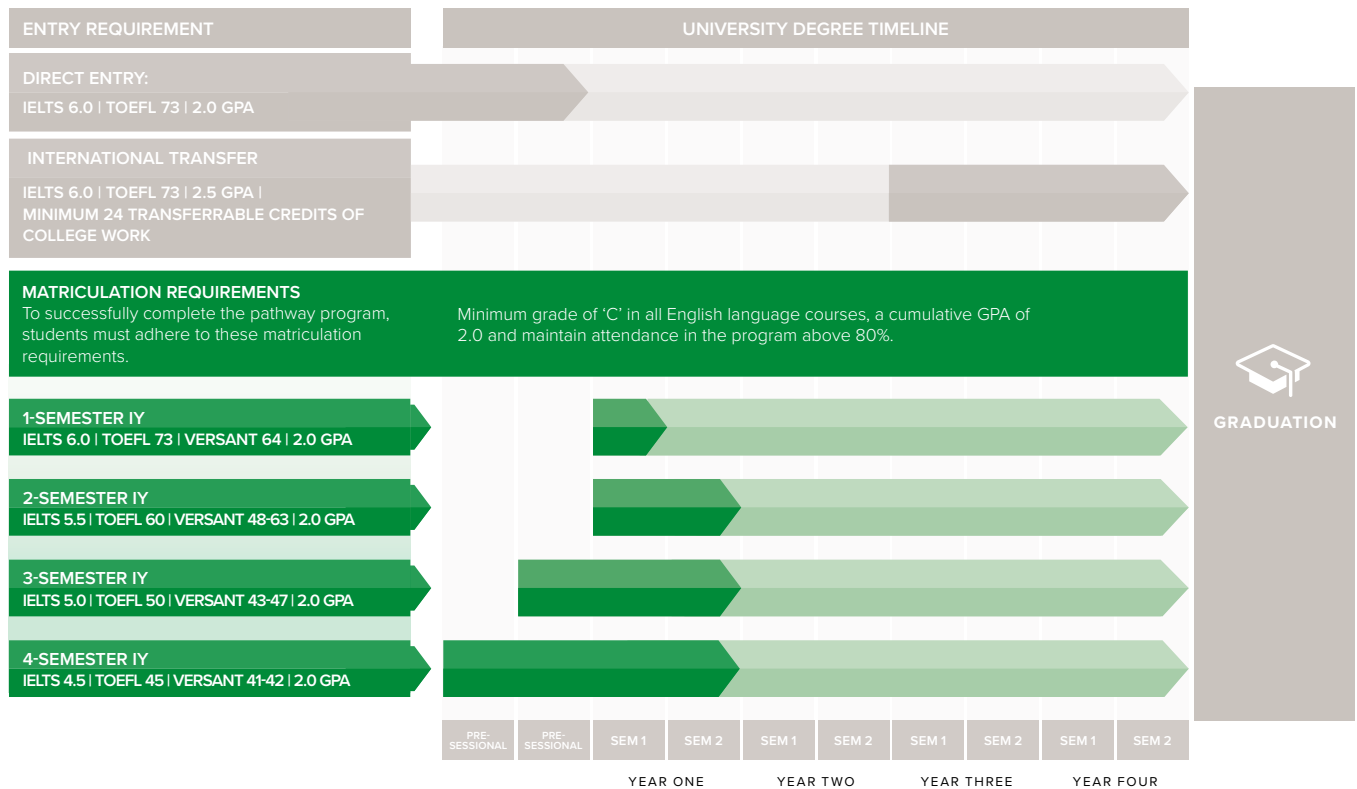 ENTRY REQUIREMENT
UNIVERSITY DEGREE TIMELINE
DIRECT ENTRY:
IELTS 6.0 | TOEFL 73 | 2.0 GPA
INTERNATIONAL TRANSFER
IELTS 6.0 | TOEFL 73 | 2.5 GPA |
MINIMUM 24 TRANSFERRABLE CREDITS OF
COLLEGE WORK
MATRICULATION REQUIREMENTS
To successfully complete the pathway program,
students must adhere to these matriculation
requirements.
Minimum grade of ‘C’ in all English language courses, a cumulative GPA of
2.0 and maintain attendance in the program above 80%.
1-SEMESTER IY
IELTS 6.0 | TOEFL 73 | VERSANT 64 | 2.0 GPA
2-SEMESTER IY
IELTS 5.5 | TOEFL 60 | VERSANT 48-63 | 2.0 GPA
3-SEMESTER IY
IELTS 5.0 | TOEFL 50 | VERSANT 43-47 | 2.0 GPA
4-SEMESTER IY
IELTS 4.5 | TOEFL 45 | VERSANT 41-42 | 2.0 GPA
GRADUATION
PRE-
SESSIONAL
PRE-
SESSIONAL
SEM 1
SEM 2
SEM 1
SEM 2
SEM 1
SEM 2
SEM 1
SEM 2
YEAR ONE
YEAR TWO
YEAR THREE
YEAR FOUR